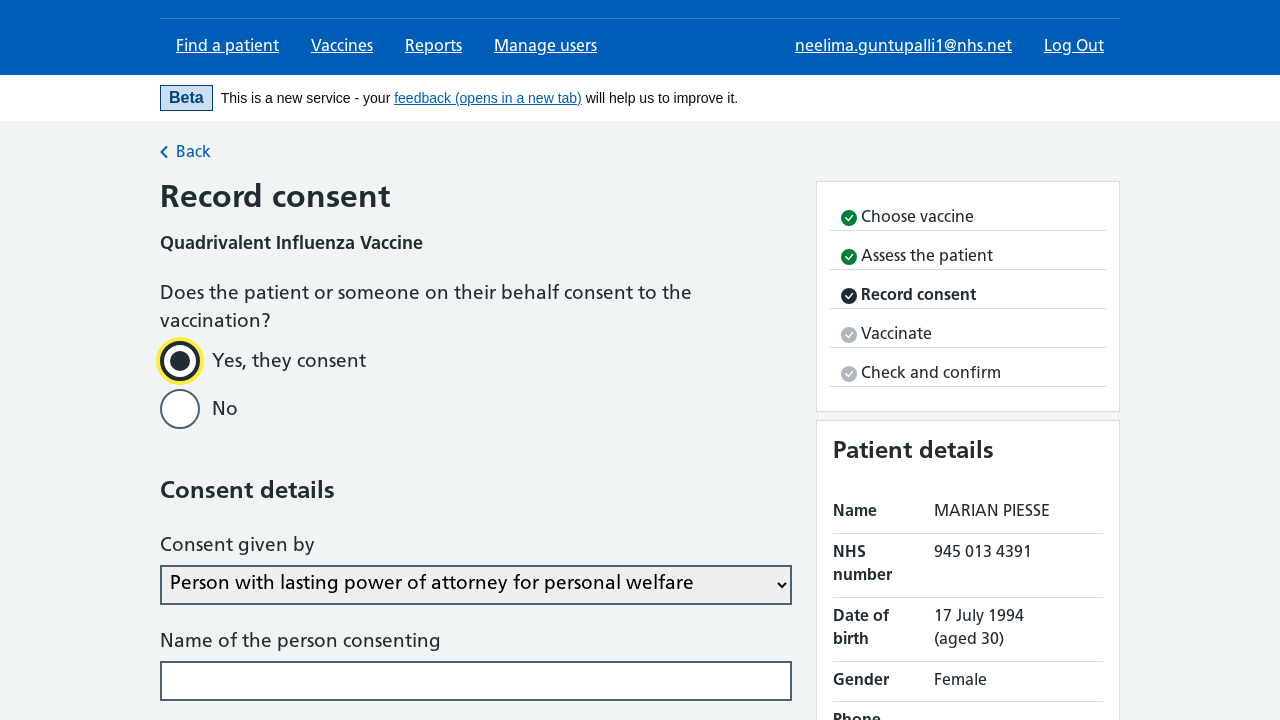 Find a patient Vaccines Reports Manage users neelima.guntupalli1@nhs.net Log Out
Beta This is a new service - your feedback (opens in a new tab) will help us to improve it.
Back
Record consent
Quadrivalent Influenza Vaccine
Does the patient or someone on their behalf consent to the
vaccination?
Yes, they consent
No
Consent details
Consent given by
Person with lasting power of attorney for personal welfare
Name of the person consenting
Choose vaccine
Assess the patient
Record consent
Vaccinate
Check and confirm
Patient details
Name MARIAN PIESSE
NHS number 945 013 4391
Date of birth 17 July 1994 (aged 30)
Gender Female
Phone